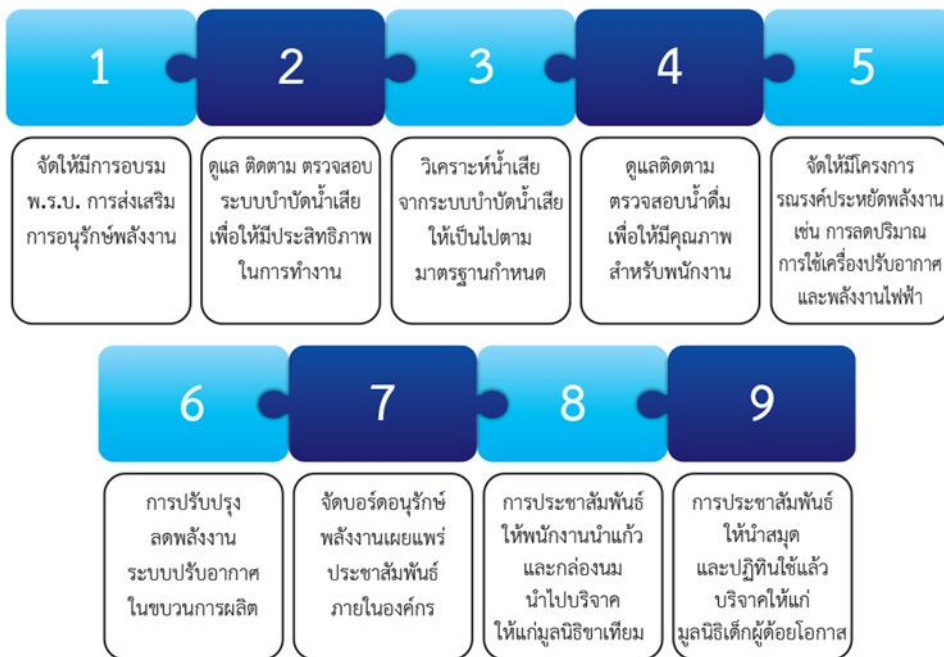 1
2
3
4
5
จัดให้มีการอบรม
พ.ร.บ. การส่งเสริม
การอนุรักษ์พลังงาน
ดูแล ติดตาม ตรวจสอบ
ระบบบำบัดน้ำเสีย
เพื่อให้มีประสิทธิภาพ
ในการทำงาน
วิเคราะห์น้ำเสีย
จากระบบบำบัดน้ำเสีย
ให้เป็นไปตาม
มาตรฐานกำหนด
ดูแลติดตาม
ตรวจสอบน้ำดื่ม
เพื่อให้มีคุณภาพ
สำหรับพนักงาน
จัดให้มีโครงการ
รณรงค์ประหยัดพลังงาน
เช่น การลดปริมาณ
การใช้เครื่องปรับอากาศ
และพลังงานไฟฟ้า
6
7
8
9
การปรับปรุง
ลดพลังงาน
ระบบปรับอากาศ
ในขบวนการผลิต
จัดบอร์ดอนุรักษ์
พลังงานเผยแพร่
ประชาสัมพันธ์
ภายในองค์กร
การประชาสัมพันธ์
ให้พนักงานนำแก้ว
และกล่องนม
นำไปบริจาค
ให้แก่มูลนิธิขาเทียม
การประชาสัมพันธ์
ให้นำสมุด
และปฏิทินใช้แล้ว
บริจาคให้แก่
มูลนิธิเด็กผู้ด้อยโอกาส